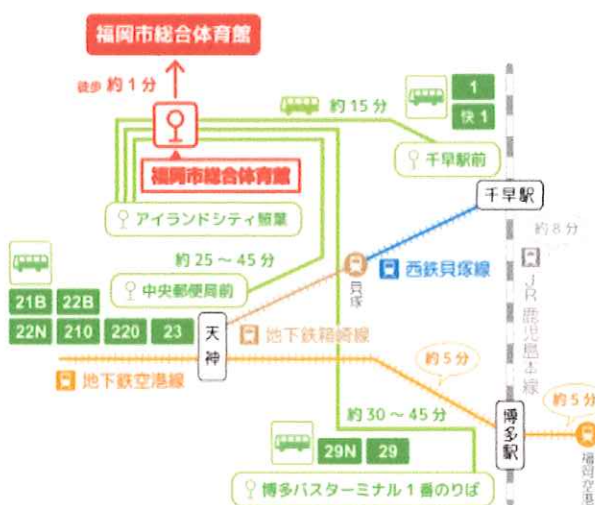 福岡市総合体育館
徒歩 約1分
約15分
1
快1
福岡市総合体育館
千早駅前
アイランドシティ照葉
千早駅
約8分
約25～45分
西鉄貝塚線
貝塚
JR鹿児島本線
21B 22B
22N 210 220 23
中央郵便局前
天神
地下鉄箱崎線
地下鉄空港線
約5分
約5分
約30～45分
博多駅
福岡空港
29N 29
博多バスターミナル1番のりば